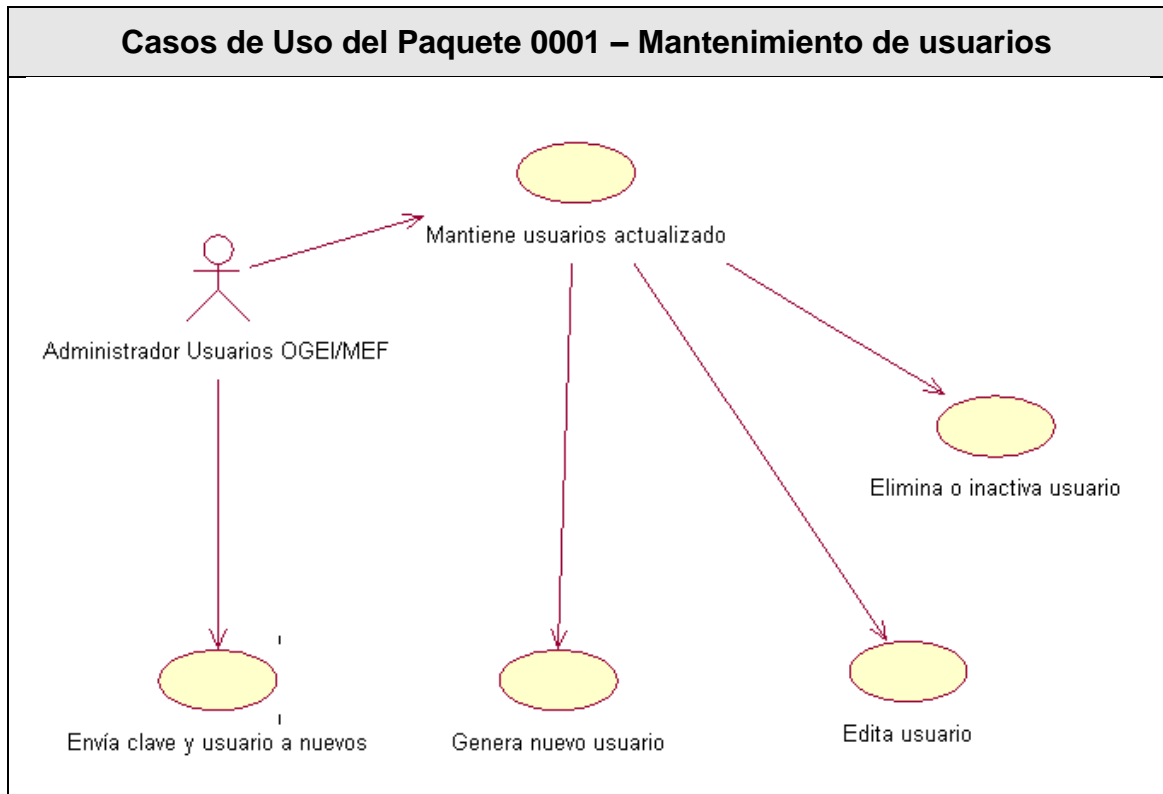 Casos de Uso del Paquete 0001 – Mantenimiento de usuarios
Mantiene usuarios actualizado
Administrador Usuarios OGEI/MEF
Elimina o inactiva usuario
Envía clave y usuario a nuevos
Genera nuevo usuario
Edita usuario